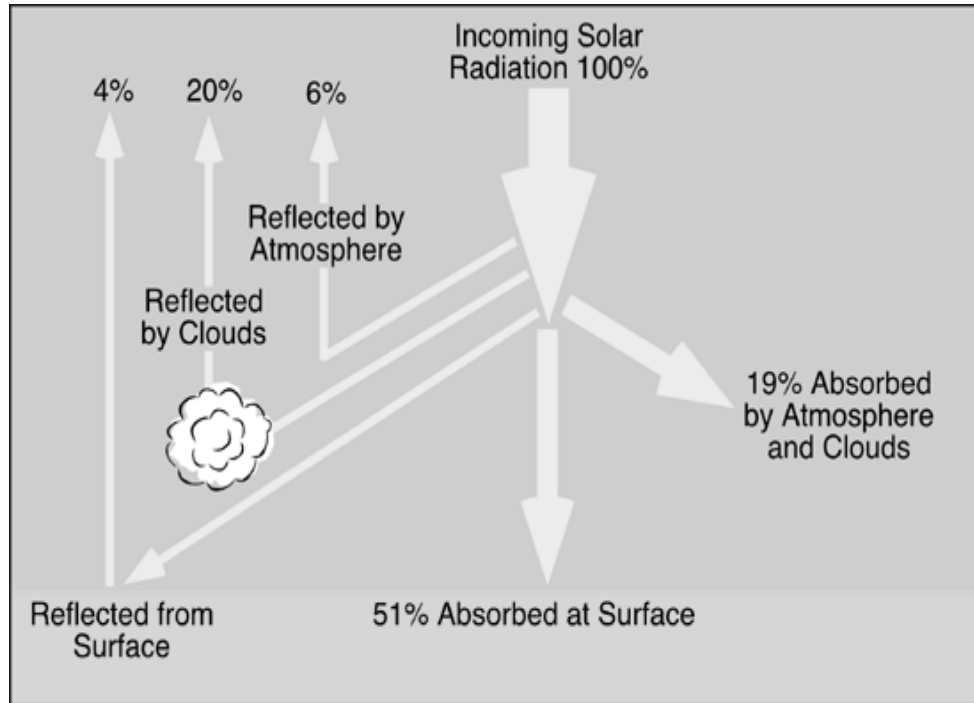 Incoming Solar
Radiation 100%
4%
20%
6%
Reflected by
Atmosphere
Reflected
by Clouds
19% Absorbed
by Atmosphere
and Clouds
Reflected from
Surface
51% Absorbed at Surface